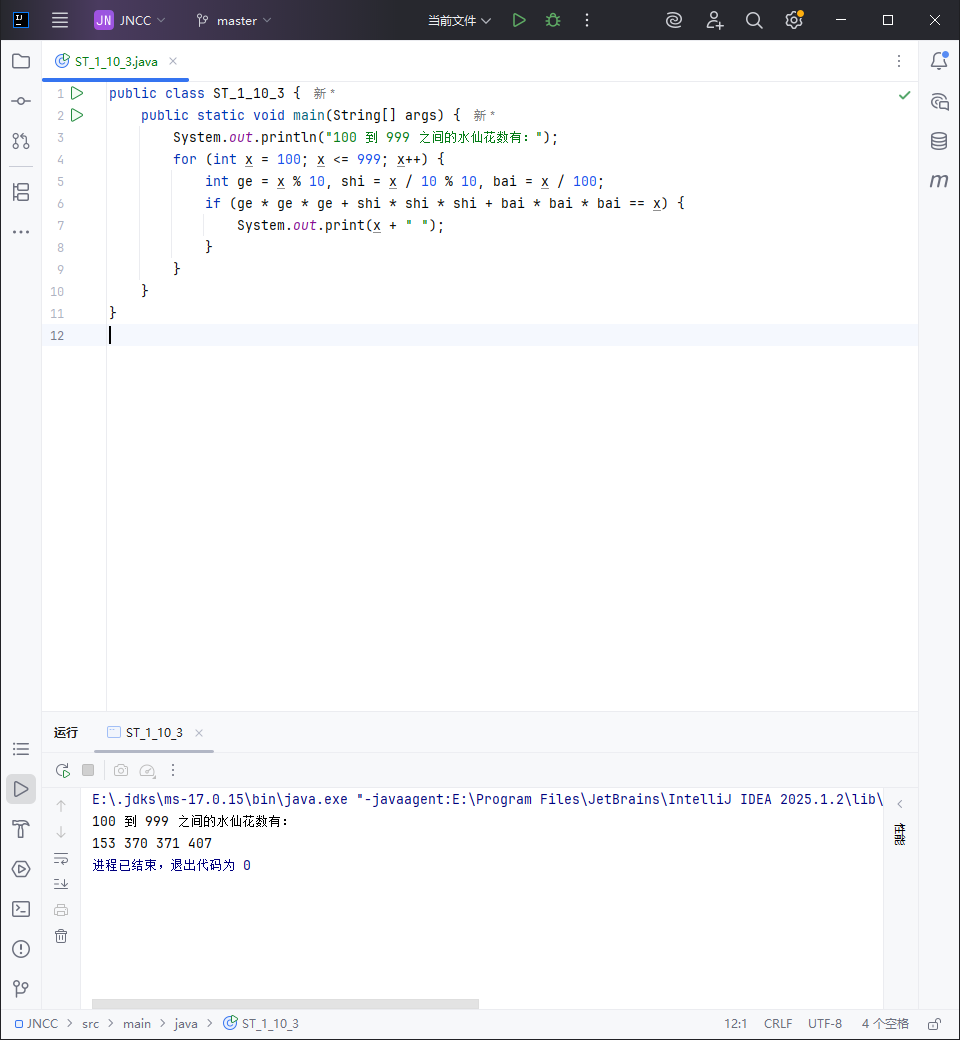 JN JNCC master 当前文件
ST_1_10_3.java
1 public class ST_1_10_3 { 新 *
2 public static void main(String[] args) { 新 *
3 System.out.println("100 到 999 之间的水仙花数有：");
4 for (int x = 100; x <= 999; x++) {
5 int ge = x % 10, shi = x / 10 % 10, bai = x / 100;
6 if (ge * ge * ge + shi * shi * shi + bai * bai * bai == x) {
7 System.out.print(x + " ");
8 }
9 }
10 }
11 }
12
m
运行 ST_1_10_3
E:\.jdks\ms-17.0.15\bin\java.exe "-javaagent:E:\Program Files\JetBrains\IntelliJ IDEA 2025.1.2\lib\
100 到 999 之间的水仙花数有：
153 370 371 407
进程已结束，退出代码为 0
性能
JNCC > src > main > java > ST_1_10_3 12:1 CRLF UTF-8 4 个空格